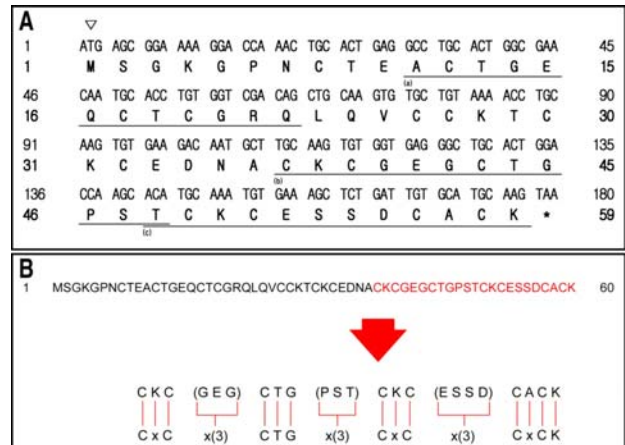 A
1 ATG AGC GGA AAA GGA CCA AAC TGC ACT GAG GCC TGC ACT GGC GAA 45
1 M S G K G P N C T E A C T G E 15
(a)
46 CAA TGC ACC TGT GGT CGA CAG CTG CAA GTG TGC TGT AAA ACC TGC 90
16 Q C T C G R Q L Q V C C K T C 30
91 AAG TGT GAA GAC AAT GCT TGC AAG TGT GGT GAG GGC TGC ACT GGA 135
31 K C E D N A C K C G E G C T G 45
(b)
136 CCA AGC ACA TGC AAA TGT GAA AGC TCT GAT TGT GCA TGC AAG TAA 180
46 P S T C K C E S S D C A C K * 59
(c)
B
1 MSGKGPNCTEACTGEQCTCGRQLQVCCKTCKCEDNACKCGEGCTGPSTCKCESSDCACK 60
C K C (G E G) C T G (P S T) C K C (E S S D) C A C K
C x C x(3) C T G x(3) C x C x(3) C x C K